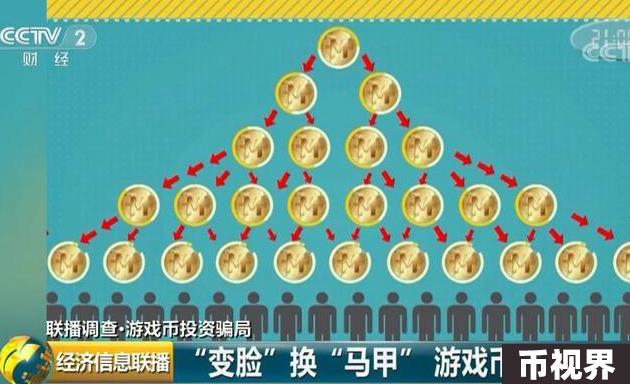 CCTV 2
财 经
CCT
联播调查·游戏币投资骗局
经济信息联播
“变脸”换“马甲” 游戏币
币视界